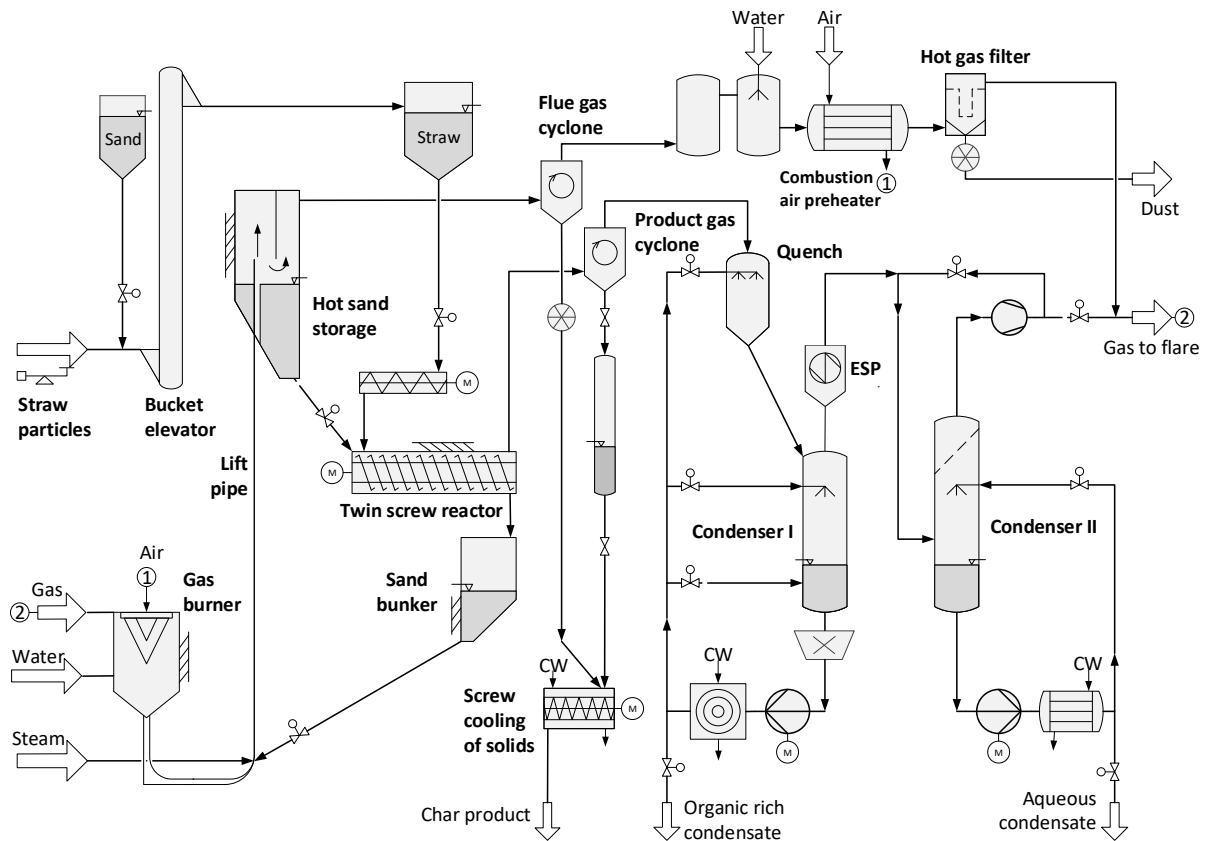 Water
Air
Hot gas filter
Flue gas
cyclone
Sand
Straw
Combustion
air preheater
1
Dust
Product gas
cyclone
Quench
Hot sand
storage
2
Gas to flare
ESP
M
Straw
particles
Bucket
elevator
Lift
pipe
M
Twin screw reactor
Condenser I
Condenser II
Air
1
Gas
2
Gas
burner
Sand
bunker
Water
CW
CW
CW
Screw
cooling
of solids
M
M
M
Steam
Char product
Organic rich
condensate
Aqueous
condensate